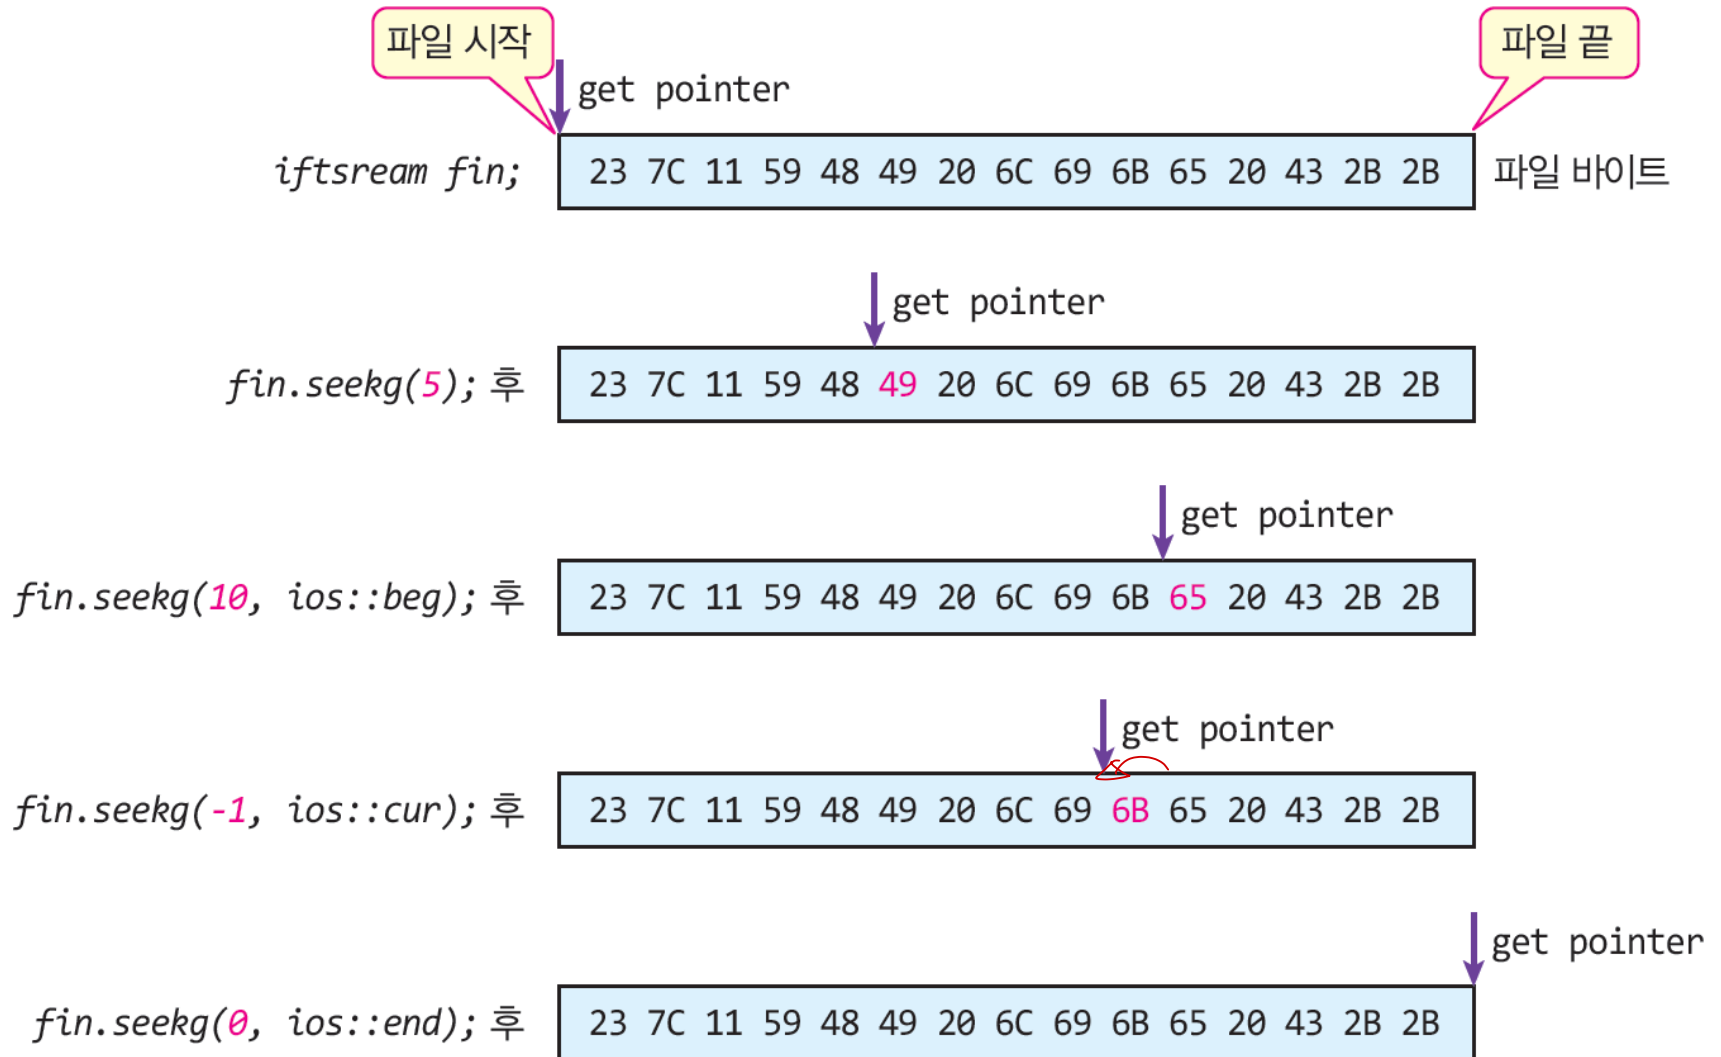 파일 시작
파일 끝
get pointer
iftsream fin;
23 7C 11 59 48 49 20 6C 69 6B 65 20 43 2B 2B
파일 바이트
get pointer
fin.seekg(5); 후
23 7C 11 59 48 49 20 6C 69 6B 65 20 43 2B 2B
get pointer
fin.seekg(10, ios::beg); 후
23 7C 11 59 48 49 20 6C 69 6B 65 20 43 2B 2B
get pointer
fin.seekg(-1, ios::cur); 후
23 7C 11 59 48 49 20 6C 69 6B 65 20 43 2B 2B
get pointer
fin.seekg(0, ios::end); 후
23 7C 11 59 48 49 20 6C 69 6B 65 20 43 2B 2B